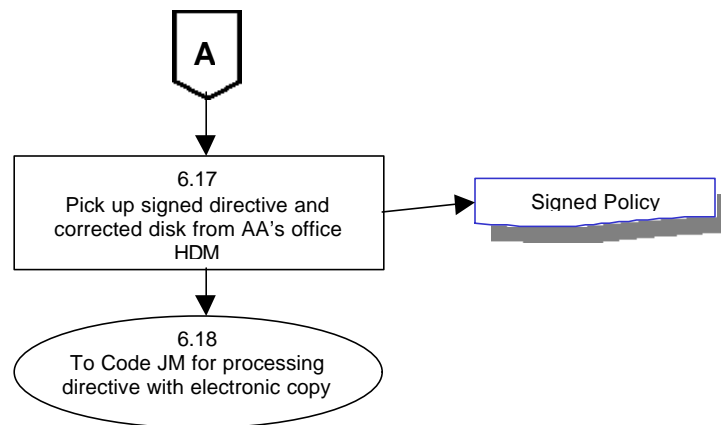 A
6.17
Pick up signed directive and
corrected disk from AA's office
HDM
Signed Policy
6.18
To Code JM for processing
directive with electronic copy